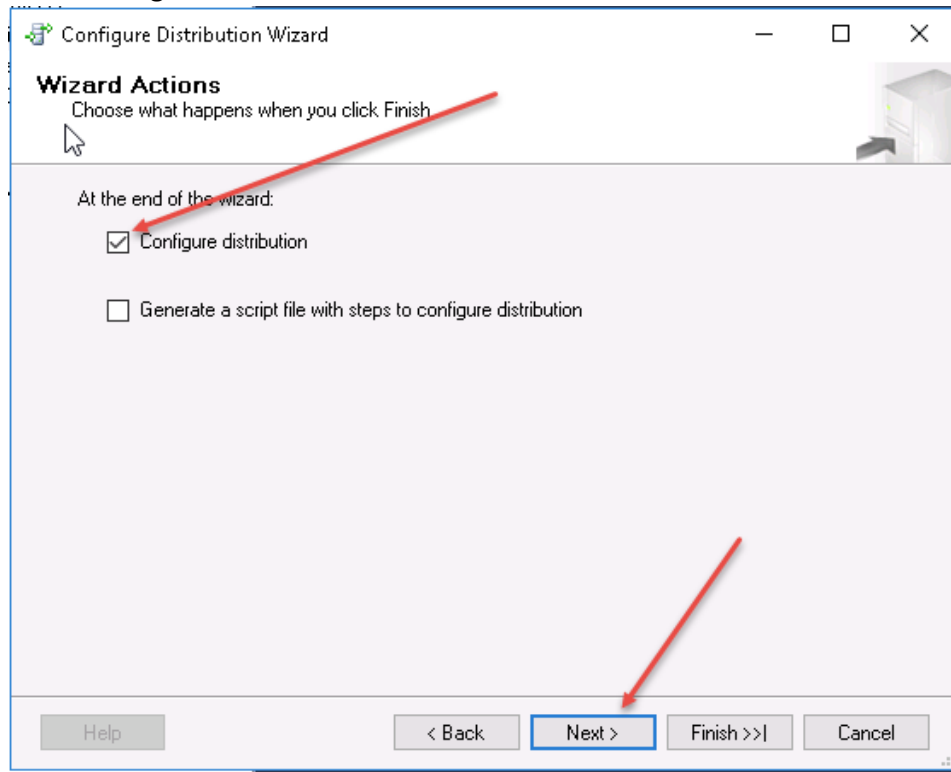 Configure Distribution Wizard
Wizard Actions
Choose what happens when you click Finish
At the end of the wizard:
Configure distribution
Generate a script file with steps to configure distribution
Help
< Back
Next >
Finish >>|
Cancel